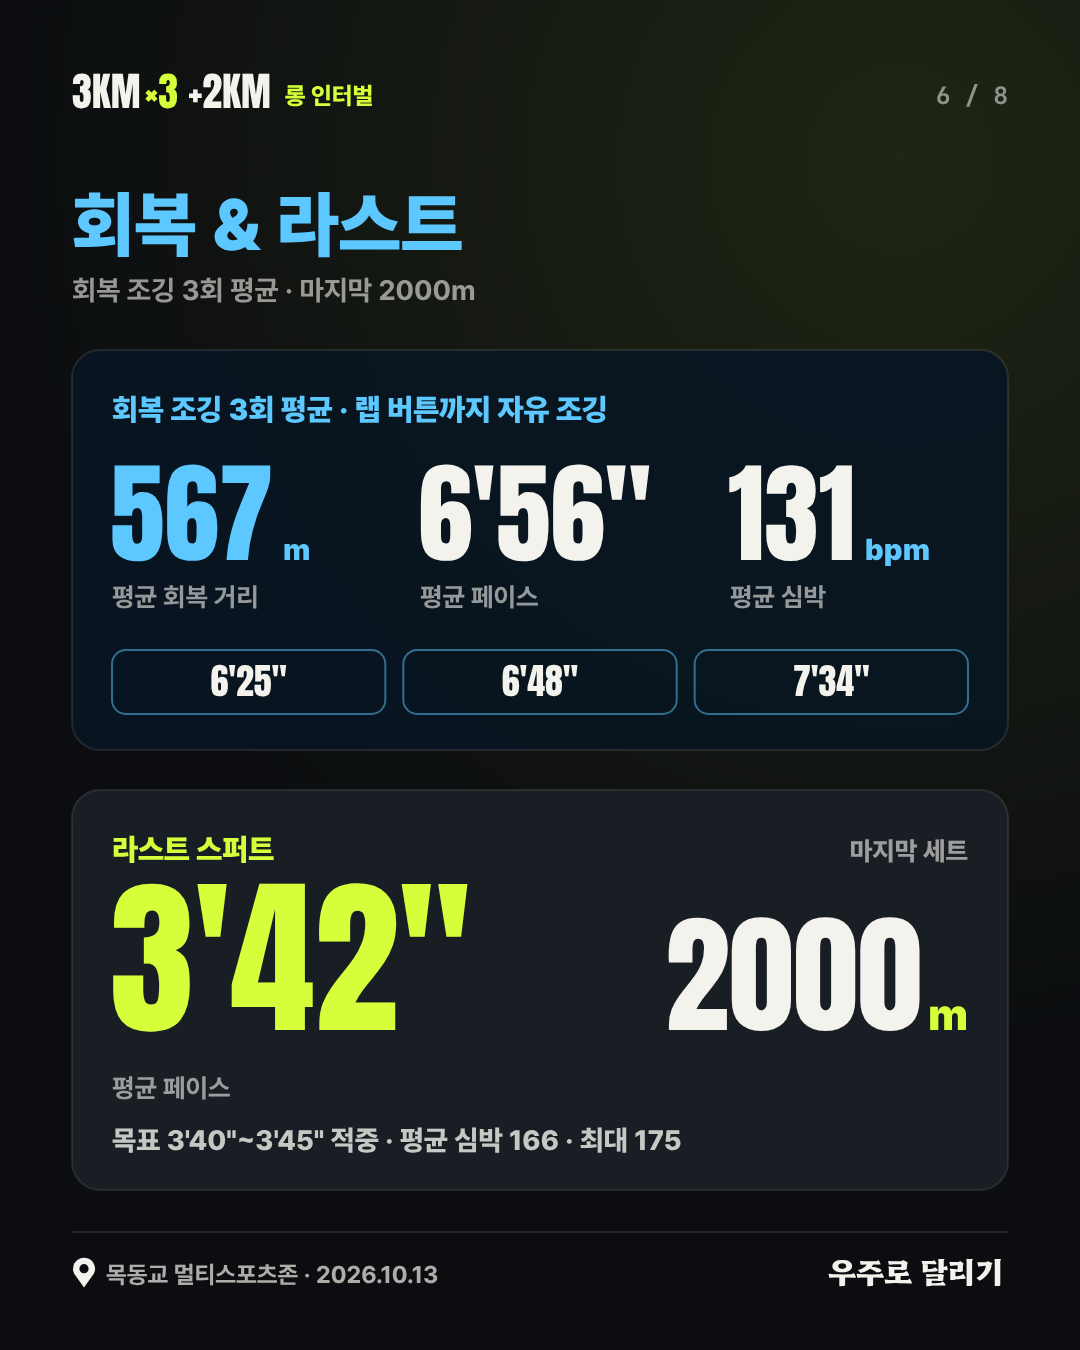 3KM×3 +2KM 롱 인터벌
6 / 8
회복 & 라스트
회복 조깅 3회 평균 · 마지막 2000m
회복 조깅 3회 평균 · 랩 버튼까지 자유 조깅
567 m 6'56" 131 bpm
평균 회복 거리 평균 페이스 평균 심박
6'25" 6'48" 7'34"
라스트 스퍼트 마지막 세트
3'42" 2000 m
평균 페이스
목표 3'40"~3'45" 적중 · 평균 심박 166 · 최대 175
목동교 멀티스포츠존 · 2026.10.13 우주로 달리기